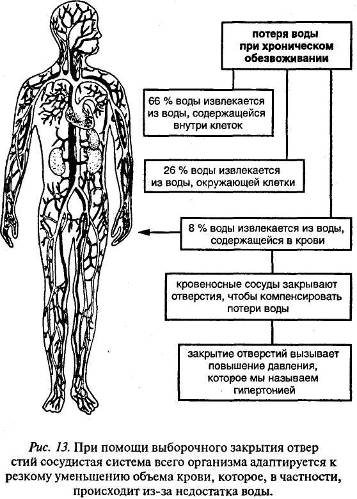 потеря воды
при хроническом
обезвоживании
66 % воды извлекается
из воды, содержащейся
внутри клеток
26 % воды извлекается
из воды, окружающей клетки
8 % воды извлекается из воды,
содержащейся в крови
кровеносные сосуды закрывают
отверстия, чтобы компенсировать
потери воды
закрытие отверстий вызывает
повышение давления,
которое мы называем
гипертонией
Рис. 13. При помощи выборочного закрытия отвер
стий сосудистая система всего организма адаптируется к
резкому уменьшению объема крови, которое, в частности,
происходит из-за недостатка воды.